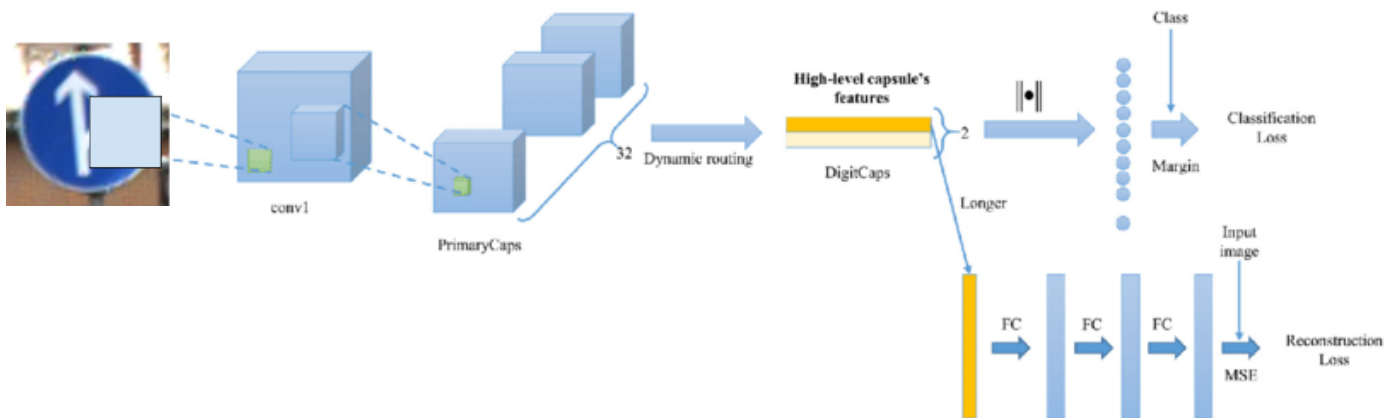 Class
High-level capsule's
features
‖•‖
2
32
Dynamic routing
DigitCaps
Margin
Classification
Loss
conv1
PrimaryCaps
Longer
Input
image
FC
FC
FC
MSE
Reconstruction
Loss